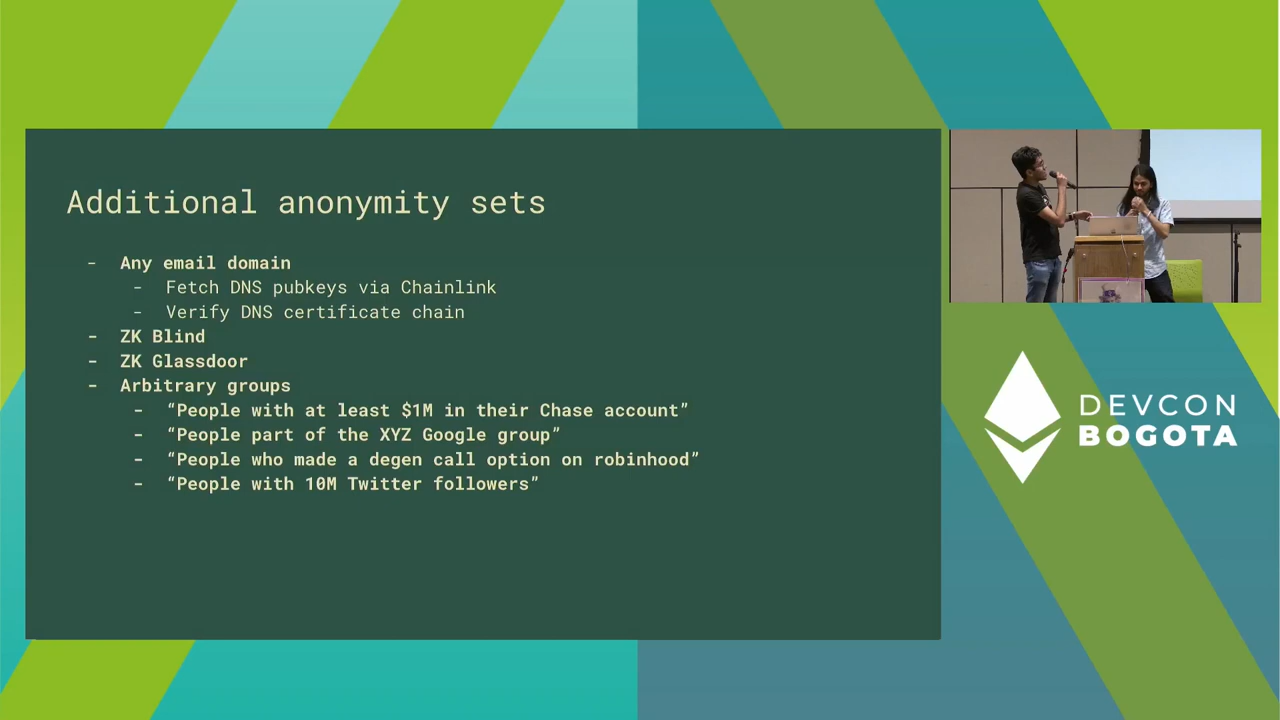 Additional anonymity sets
- Any email domain
- Fetch DNS pubkeys via Chainlink
- Verify DNS certificate chain
- ZK Blind
- ZK Glassdoor
- Arbitrary groups
- “People with at least $1M in their Chase account”
- “People part of the XYZ Google group”
- “People who made a degen call option on robinhood”
- “People with 10M Twitter followers”
DEVCON
BOGOTA